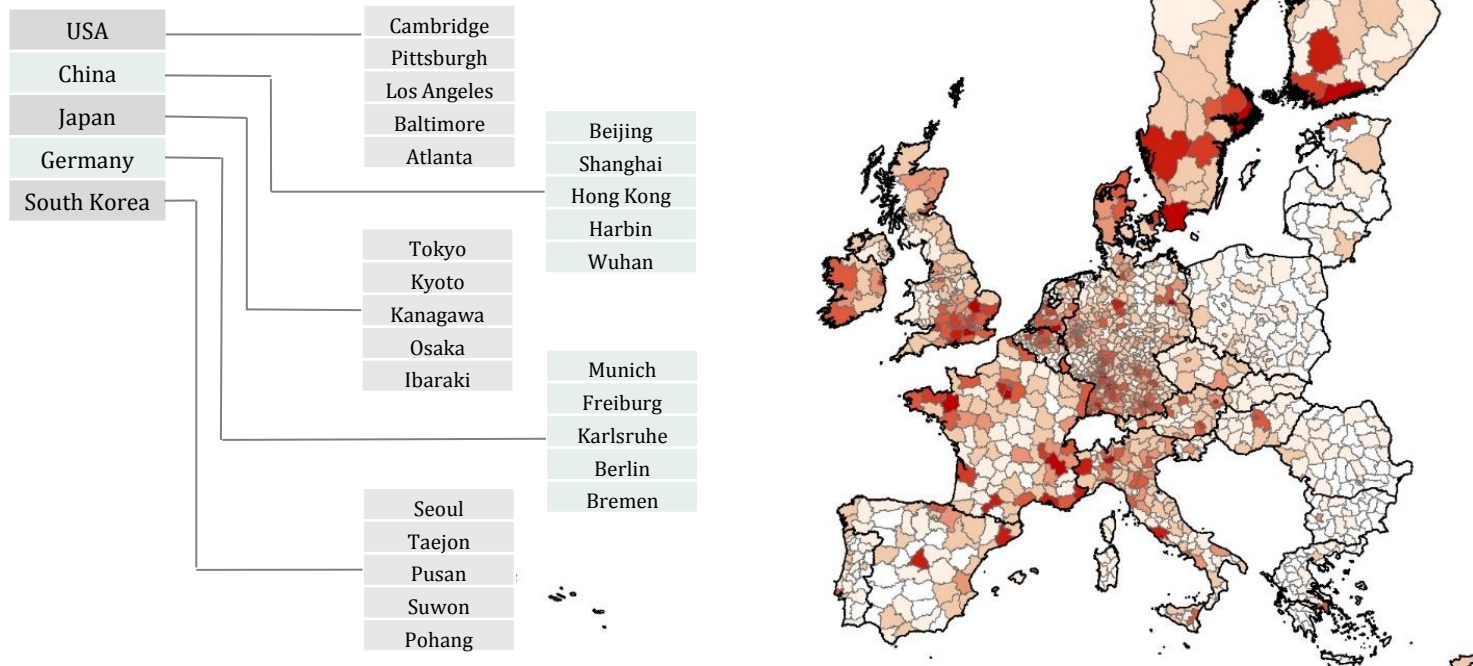 USA
China
Japan
Germany
South Korea
Cambridge
Pittsburgh
Los Angeles
Baltimore
Atlanta
Beijing
Shanghai
Hong Kong
Harbin
Wuhan
Tokyo
Kyoto
Kanagawa
Osaka
Ibaraki
Munich
Freiburg
Karlsruhe
Berlin
Bremen
Seoul
Taejon
Pusan
Suwon
Pohang